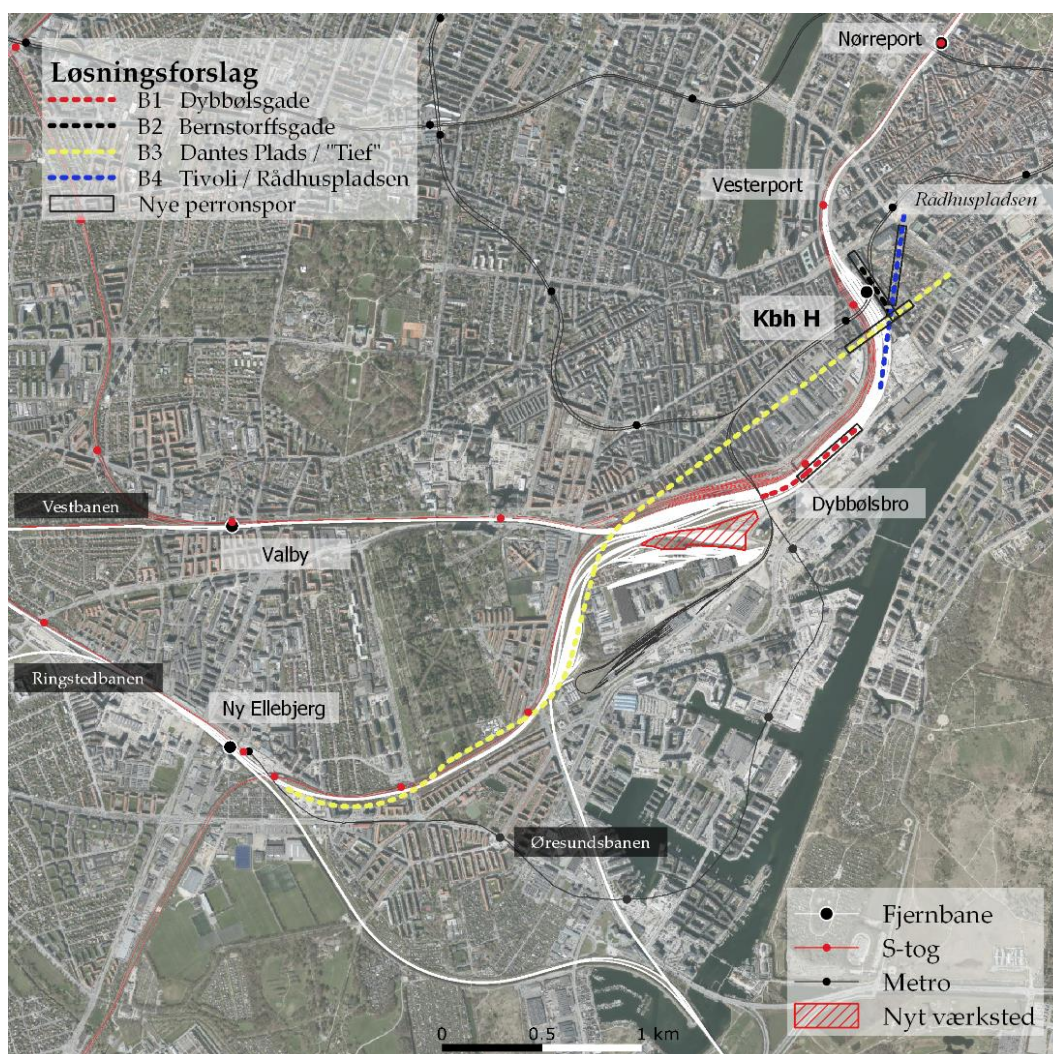 Nørreport
Løsningsforslag
B1 Dybbølsgade
B2 Bernstorffsgade
B3 Dantes Plads / "Tief"
B4 Tivoli / Rådhuspladsen
Nye perronspor
Vesterport
Rådhuspladsen
Kbh H
Dybbølsbro
Vestbanen
Valby
Ringstedbanen
Ny Ellebjerg
Øresundsbanen
Fjernbane
S-tog
Metro
Nyt værksted
0 0.5 1 km